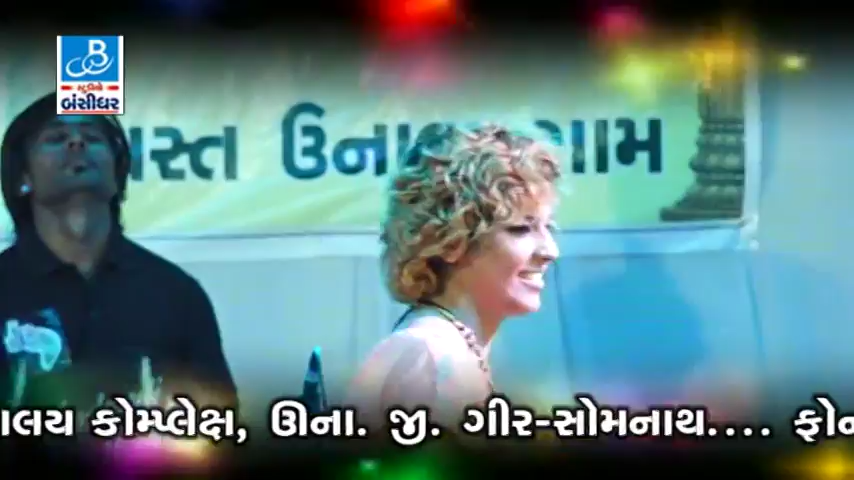 B
સ્ટુડીયો
બંસીધર
સ્ત ઉના ગામ
લય કોમ્પ્લેક્ષ, ઊના. જી. ગીર-સોમનાથ.... ફોન